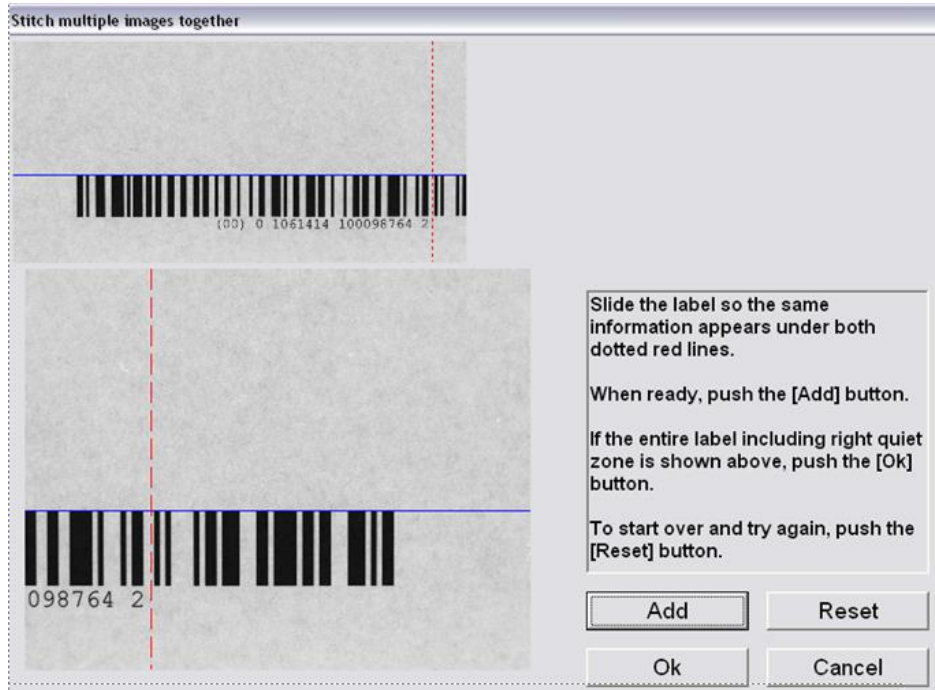 Stitch multiple images together
(00) 0 1061414 100098764 2
098764 2
Slide the label so the same
information appears under both
dotted red lines.
When ready, push the [Add] button.
If the entire label including right quiet
zone is shown above, push the [Ok]
button.
To start over and try again, push the
[Reset] button.
Add
Reset
Ok
Cancel